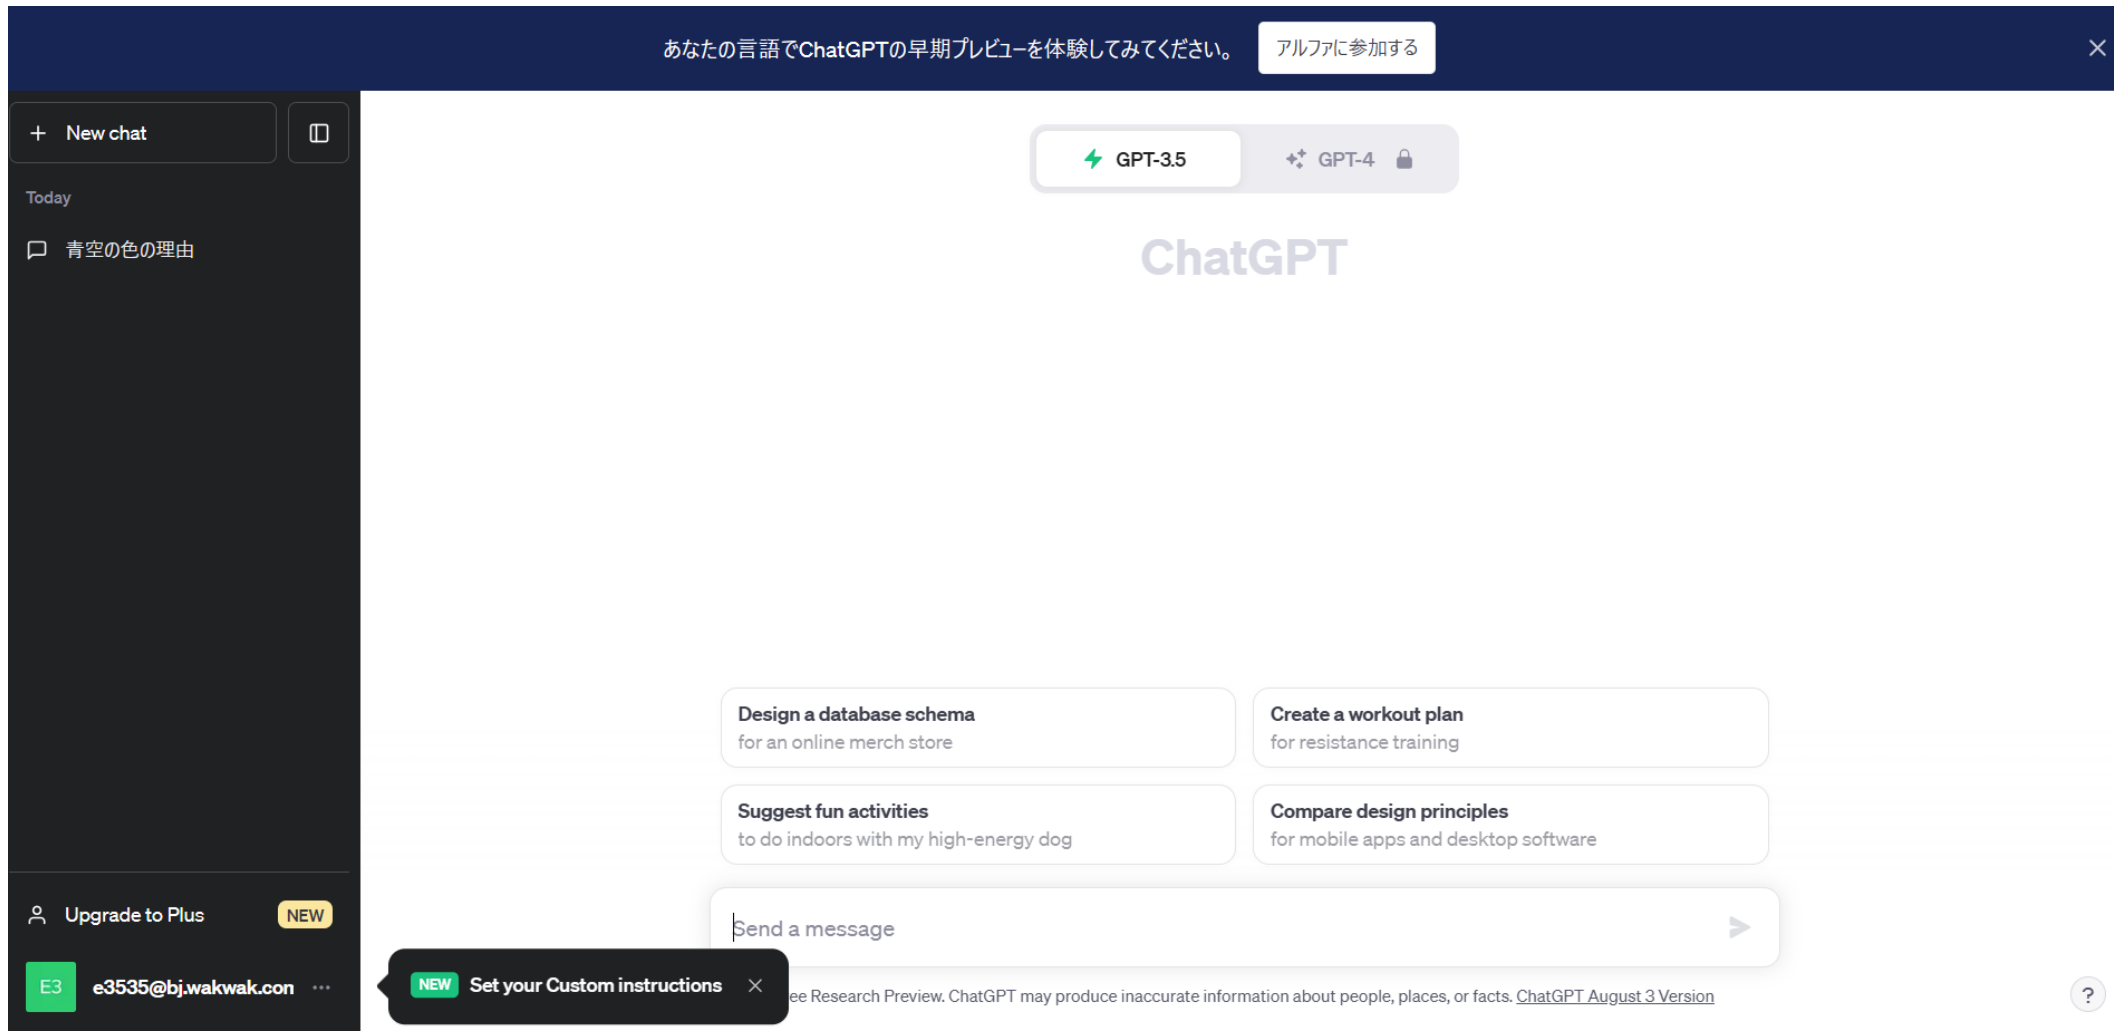 あなたの言語でChatGPTの早期プレビューを体験してみてください。
アルファに参加する
New chat
Today
青空の色の理由
GPT-3.5
GPT-4
ChatGPT
Design a database schema
for an online merch store
Create a workout plan
for resistance training
Suggest fun activities
to do indoors with my high-energy dog
Compare design principles
for mobile apps and desktop software
Send a message
Upgrade to Plus
NEW
E3
e3535@bj.wakwak.con
NEW
Set your Custom instructions
ee Research Preview. ChatGPT may produce inaccurate information about people, places, or facts. ChatGPT August 3 Version
?